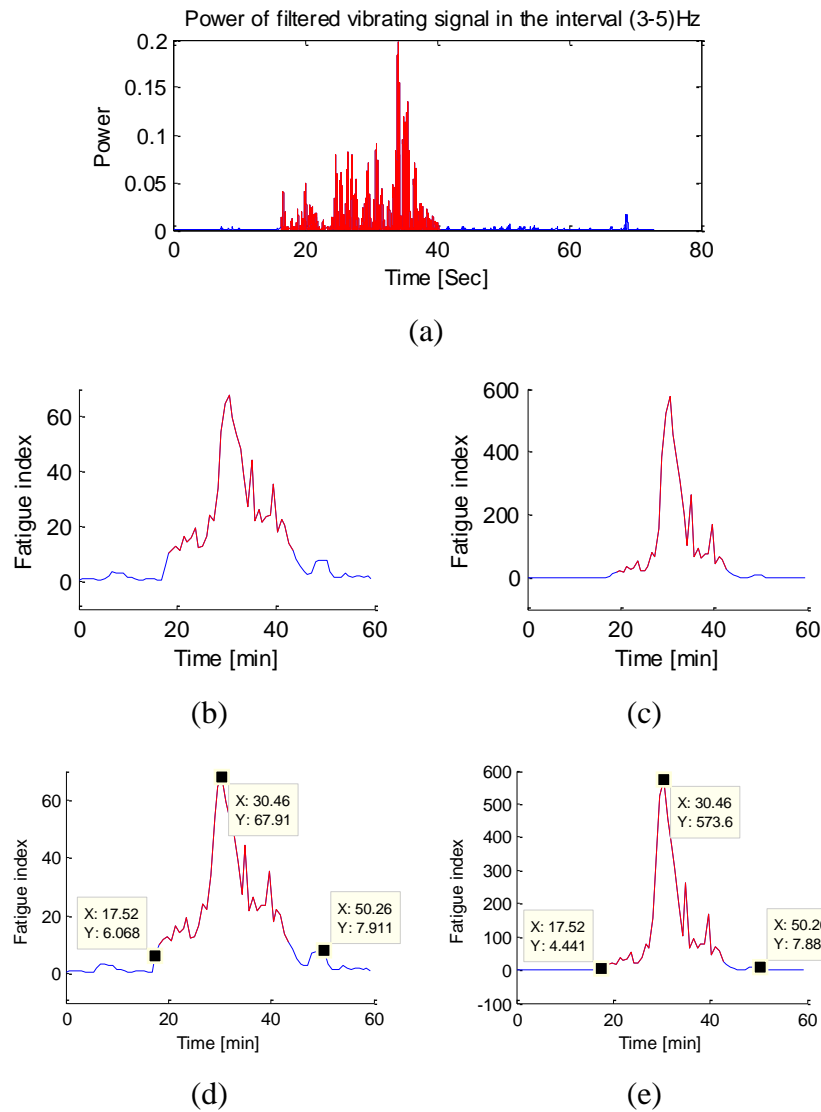 Power of filtered vibrating signal in the interval (3-5)Hz
0.2
0.15
0.1
0.05
0
Power
0 20 40 60 80
Time [Sec]
(a)
60
40
20
0
Fatigue index
0 20 40 60
Time [min]
(b)
600
400
200
0
Fatigue index
0 20 40 60
Time [min]
(c)
60
40
20
0
Fatigue index
X: 30.46
Y: 67.91
X: 17.52
Y: 6.068
X: 50.26
Y: 7.911
0 20 40 60
Time [min]
(d)
600
500
400
300
200
100
0
-100
Fatigue index
X: 30.46
Y: 573.6
X: 17.52
Y: 4.441
X: 50.26
Y: 7.88
0 20 40 60
Time [min]
(e)